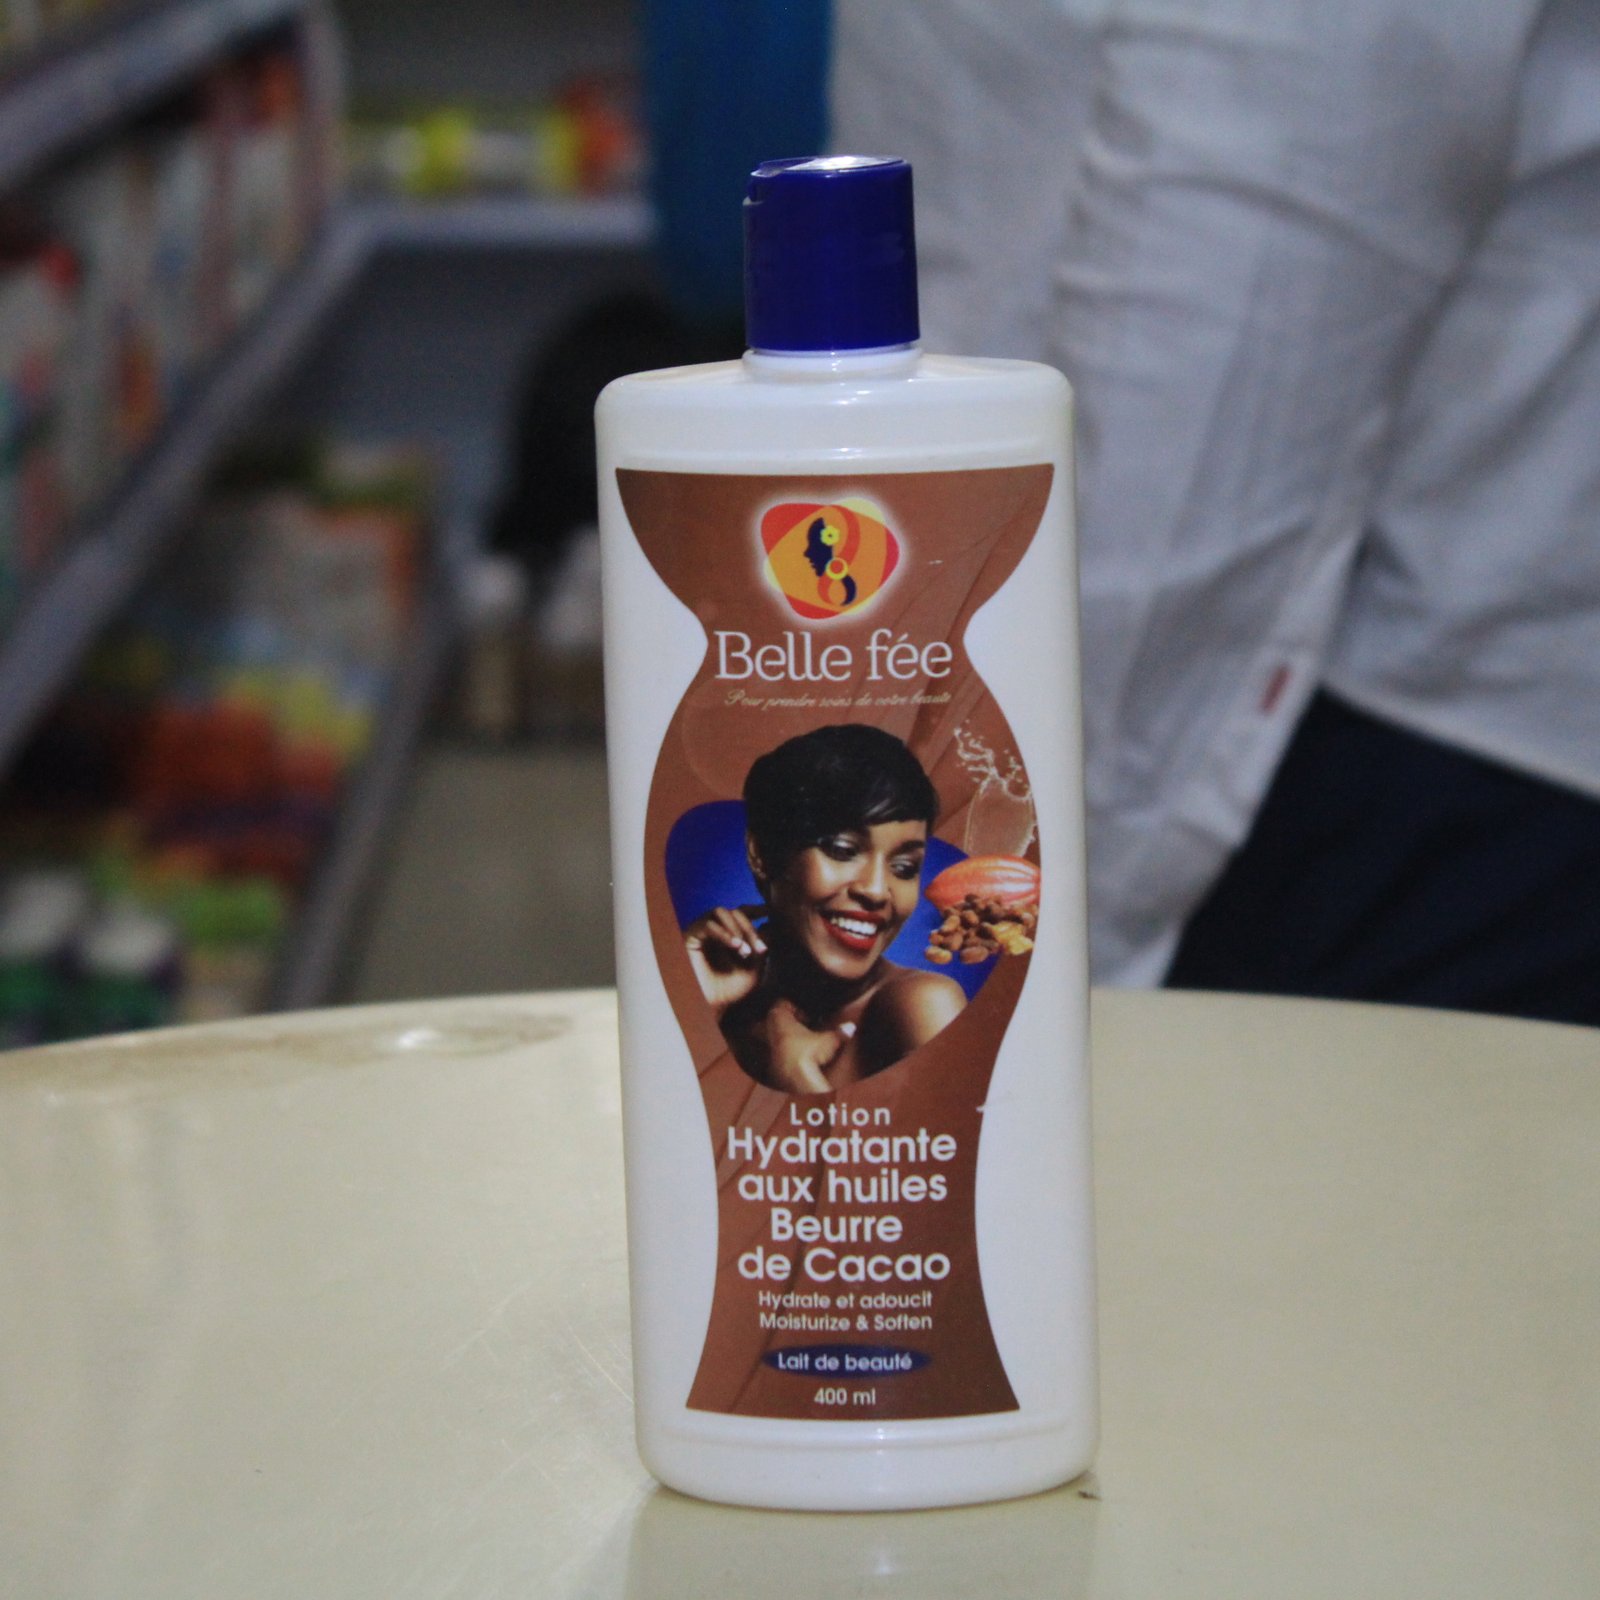 Belle fée
Pour prendre soins de votre beauté
Lotion
Hydratante
aux huiles
Beurre
de Cacao
Hydrate et adoucit
Moisturize & Soften
Lait de beauté
400 ml